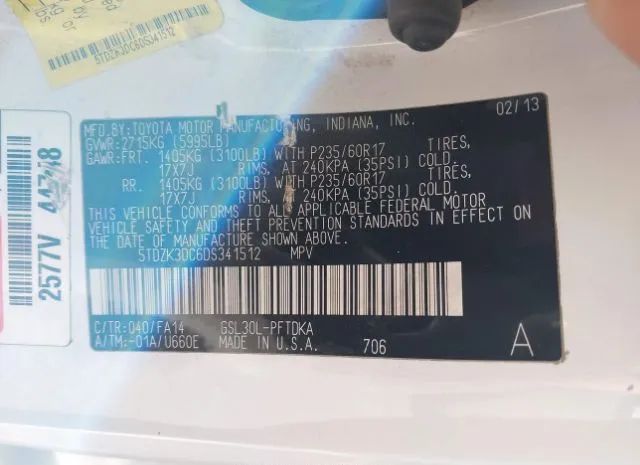 5TDZK3DC6DS341512
MFD.BY:TOYOTA MOTOR MANUFACTURING, INDIANA, INC. 02/13
GVWR:2715KG (5995LB)
GAWR:FRT. 1405KG (3100LB) WITH P235/60R17 TIRES,
17X7J RIMS, AT 240KPA (35PSI) COLD.
RR. 1405KG (3100LB) WITH P235/60R17 TIRES,
17X7J RIMS, AT 240KPA (35PSI) COLD.
THIS VEHICLE CONFORMS TO ALL APPLICABLE FEDERAL MOTOR
VEHICLE SAFETY AND THEFT PREVENTION STANDARDS IN EFFECT ON
THE DATE OF MANUFACTURE SHOWN ABOVE.
5TDZK3DC6DS341512 MPV
C/TR:040/FA14 GSL30L-PFTDKA
A/TM:-01A/U660E MADE IN U.S.A. 706 A
2577V